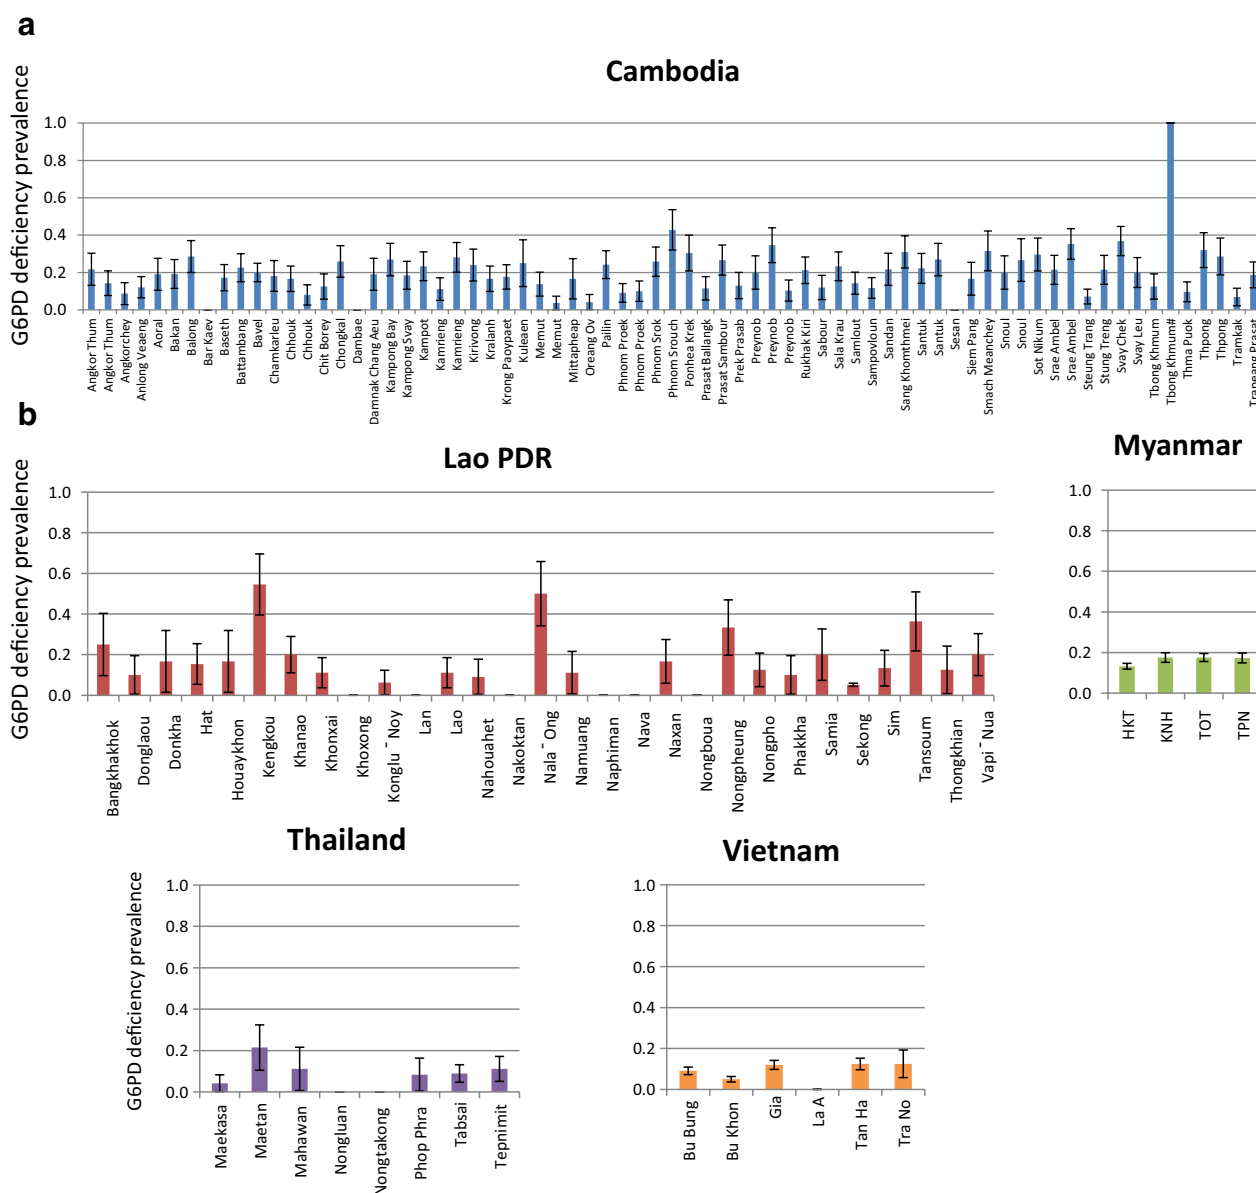 a
Cambodia
G6PD deficiency prevalence
1.0
0.8
0.6
0.4
0.2
0.0
Angkor Thum
Angkor Thum
Angkorchey
Anlong Veaeng
Aoral
Bakan
Balong
Bar Kaev
Baseth
Battambang
Bavel
Chamkarleu
Chhouk
Chhouk
Chit Borey
Chongkal
Dambae
Damnak Chang Aeu
Kampong Bay
Kampong Svay
Kampot
Kamrieng
Kamrieng
Kirivong
Kralanh
Krong Paoypaet
Kuleaen
Memut
Memut
Mittapheap
Oreang Ov
Pailin
Phnom Proek
Phnom Proek
Phnom Srok
Phnom Srouch
Ponhea Krek
Prasat Ballangk
Prasat Sambour
Prek Prasab
Preynob
Preynob
Preynob
Rukhak Kiri
Sabour
Sala Krau
Samlout
Sampovloun
Sandan
Sang Khomthmei
Santuk
Santuk
Sesan
Siem Pang
Smach Meanchey
Snoul
Snoul
Sot Nikum
Srae Ambel
Srae Ambel
Steung Trang
Stung Treng
Svay Chek
Svay Leu
Tbong Khmum
Tbong Khmum#
Thma Puok
Thpong
Thpong
Tramkak
Trapeang Prasat
b
Lao PDR
G6PD deficiency prevalence
1.0
0.8
0.6
0.4
0.2
0.0
Bangkhakhok
Donglaou
Donkha
Hat
Houaykhon
Kengkou
Khanao
Khonxai
Khoxong
Konglu ¯ Noy
Lan
Lao
Nahouahet
Nakoktan
Nala ¯ Ong
Namuang
Naphiman
Nava
Naxan
Nongboua
Nongpheung
Nongpho
Phakkha
Samia
Sekong
Sim
Tansoum
Thongkhian
Vapi ¯ Nua
Myanmar
1.0
0.8
0.6
0.4
0.2
0.0
HKT
KNH
TOT
TPN
Thailand
G6PD deficiency prevalence
1.0
0.8
0.6
0.4
0.2
0.0
Maekasa
Maetan
Mahawan
Nongluan
Nongtakong
Phop Phra
Tabsai
Tepnimit
Vietnam
1.0
0.8
0.6
0.4
0.2
0.0
Bu Bung
Bu Khon
Gia
La A
Tan Ha
Tra No